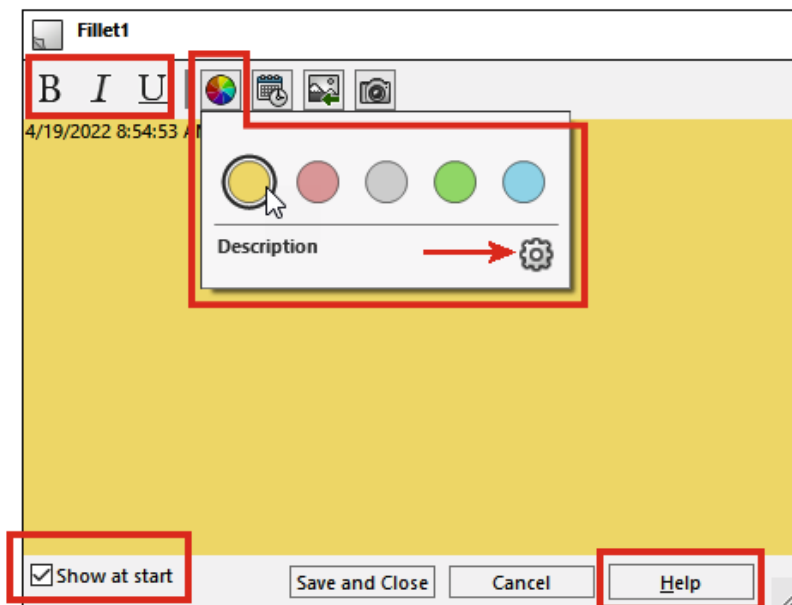 Fillet1
B I U
4/19/2022 8:54:53 A
Description
Show at start
Save and Close Cancel Help